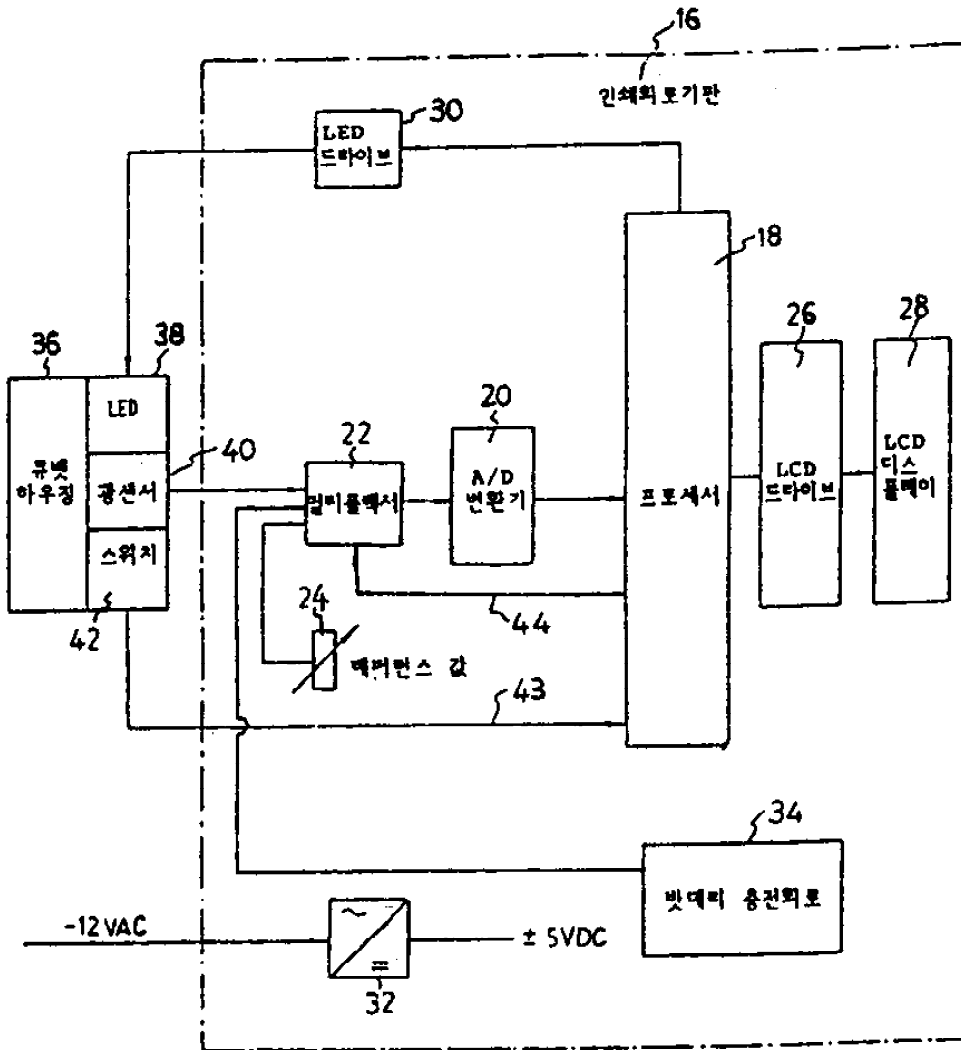 16
인쇄회로기판
30
LED
드라이브
18
26
28
36
38
LED
40
큐벳
하우징
광센서
스위치
42
22
멀티플렉서
20
A/D
변환기
프로세서
LCD
드라이브
LCD
디스
플레이
24
레퍼런스 값
44
43
34
밧데리 충전회로
-12VAC
± 5VDC
32